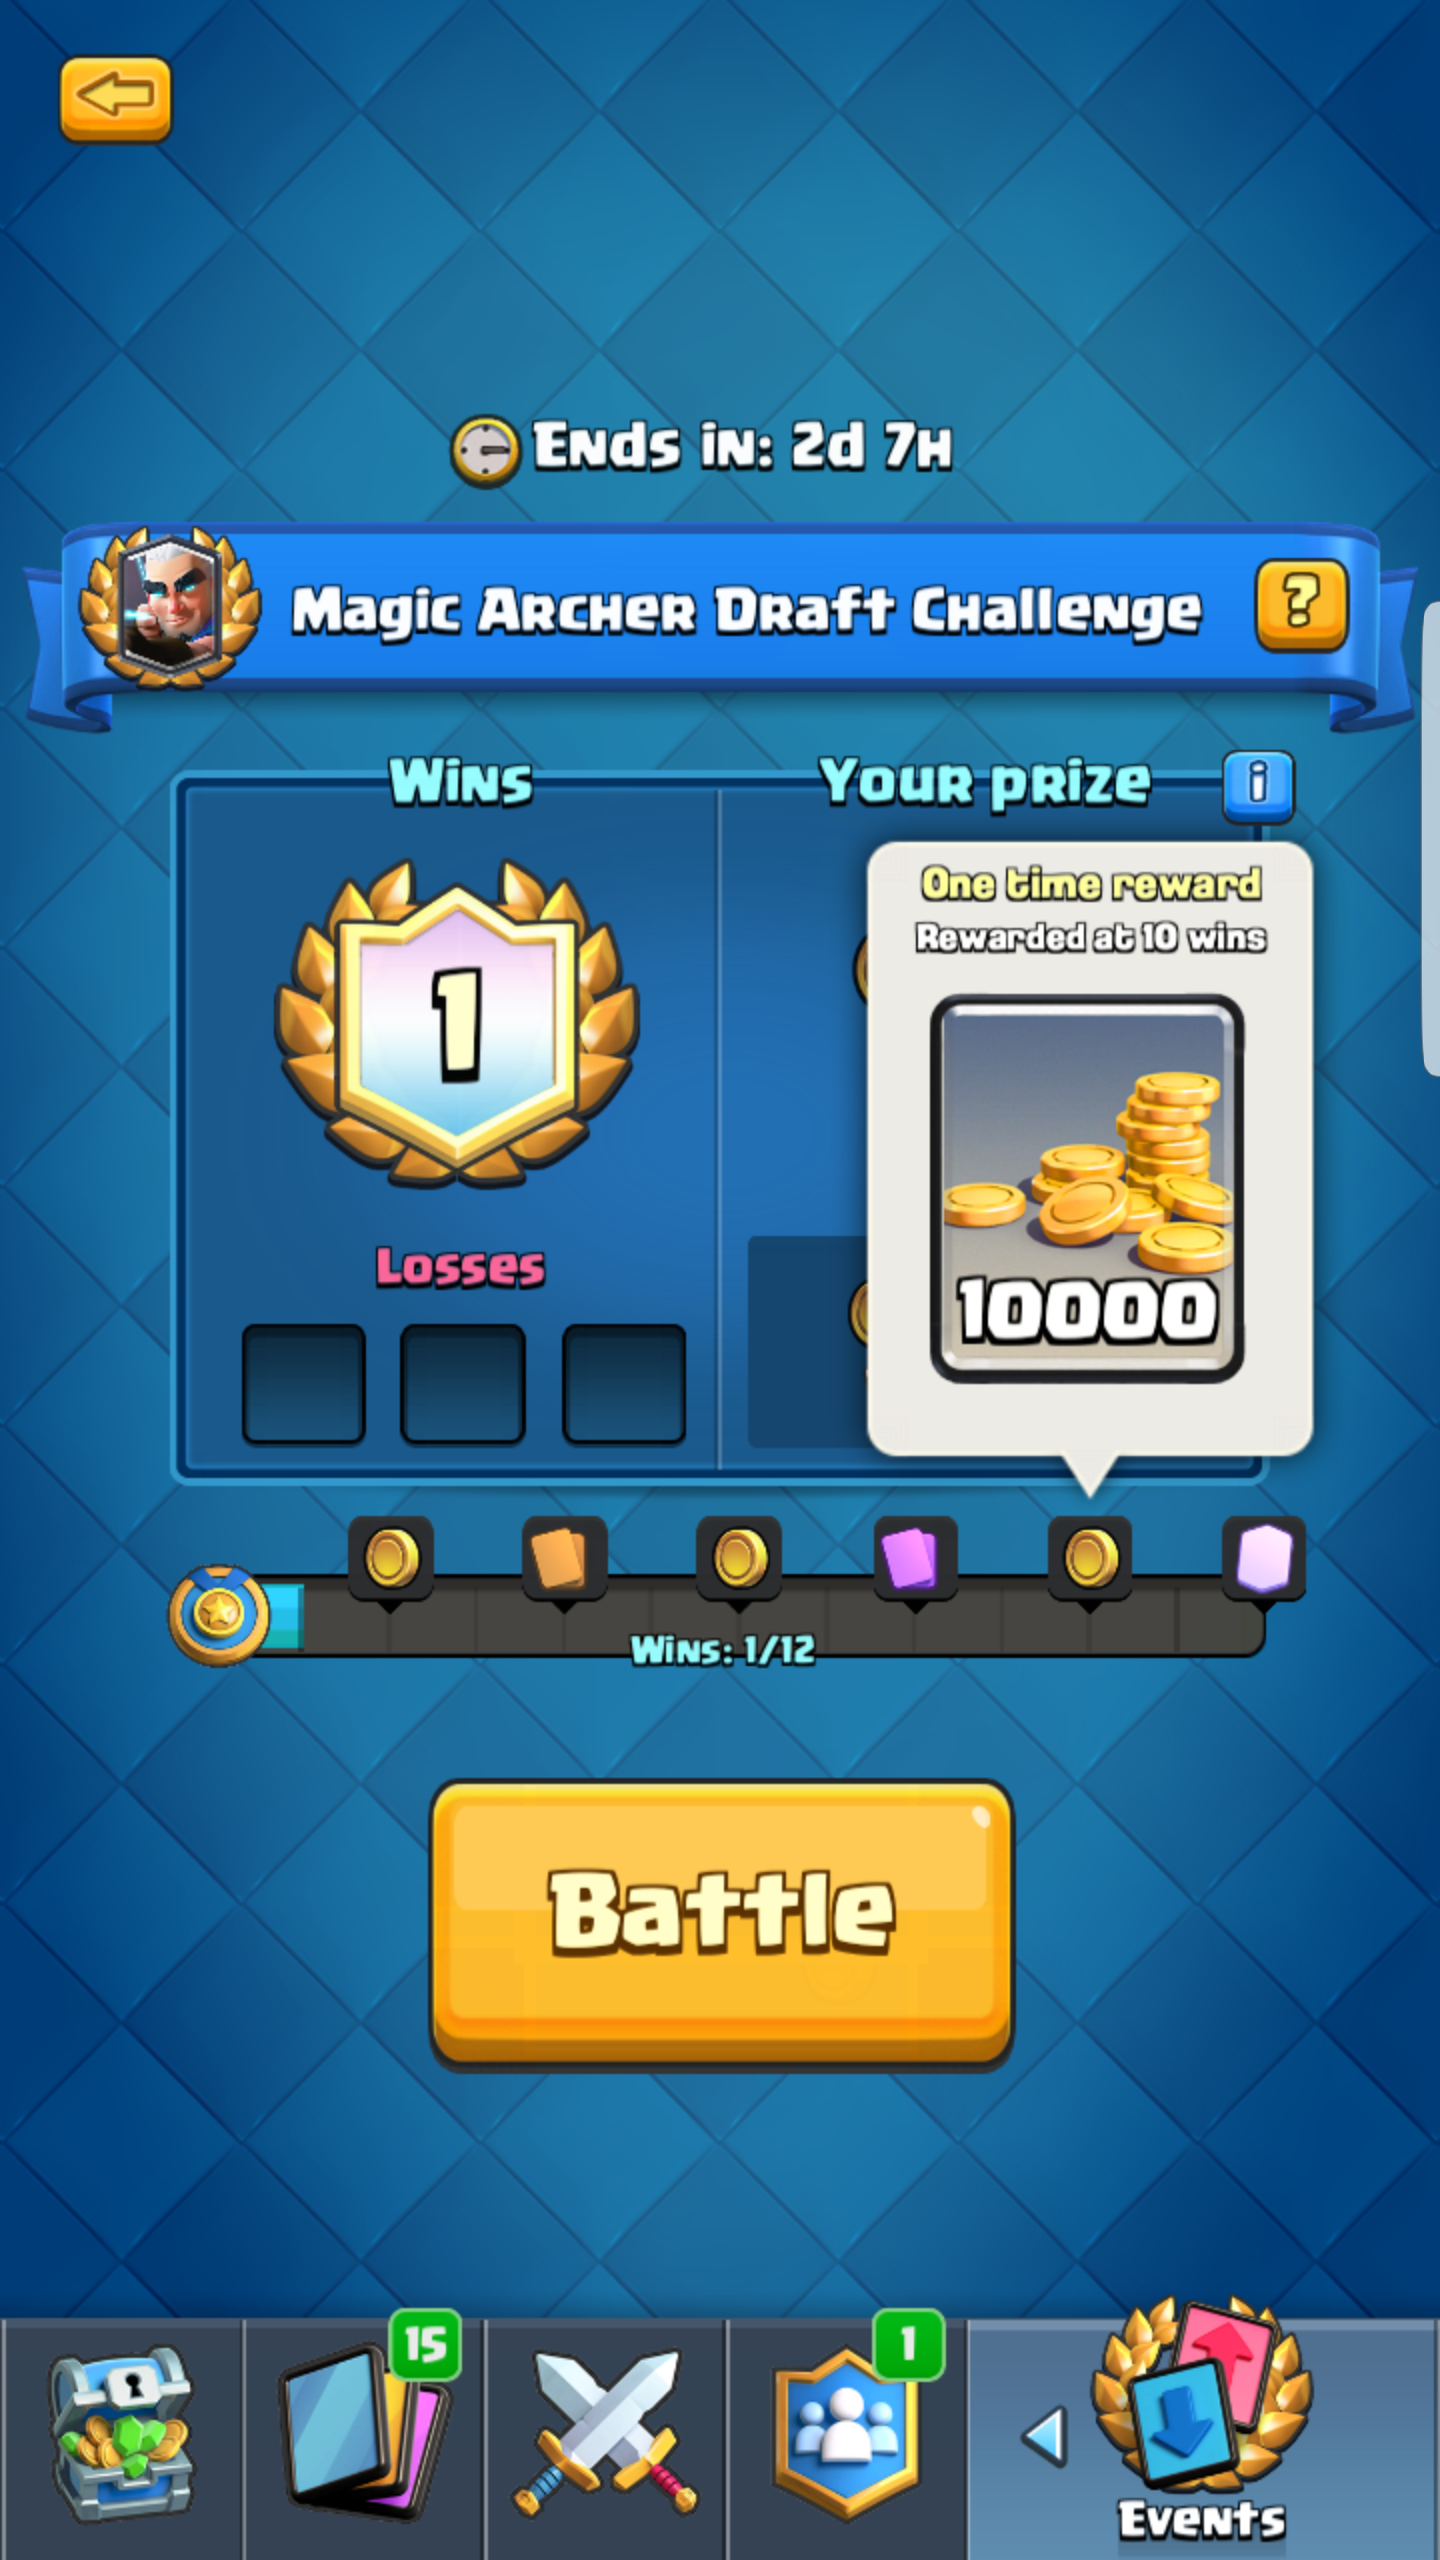 Ends in: 2d 7h
Magic Archer Draft Challenge
?
Wins
Your prize
i
One time reward
Rewarded at 10 wins
1
10000
Losses
Wins: 1/12
Battle
15
1
Events